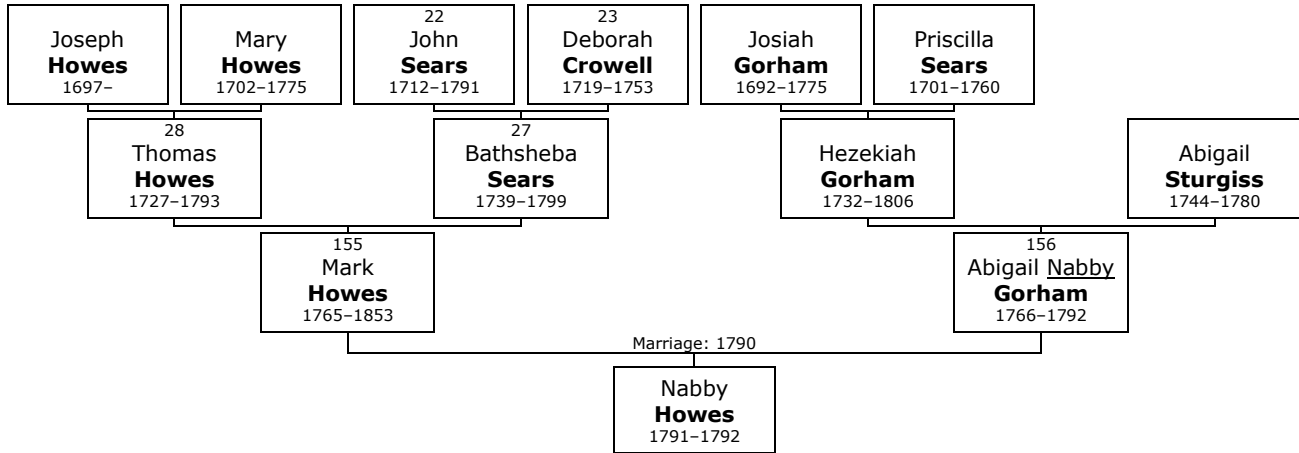 Joseph
Howes
1697–
Mary
Howes
1702–1775
22
John
Sears
1712–1791
23
Deborah
Crowell
1719–1753
Josiah
Gorham
1692–1775
Priscilla
Sears
1701–1760
28
Thomas
Howes
1727–1793
27
Bathsheba
Sears
1739–1799
Hezekiah
Gorham
1732–1806
Abigail
Sturgiss
1744–1780
155
Mark
Howes
1765–1853
156
Abigail Nabby
Gorham
1766–1792
Marriage: 1790
Nabby
Howes
1791–1792